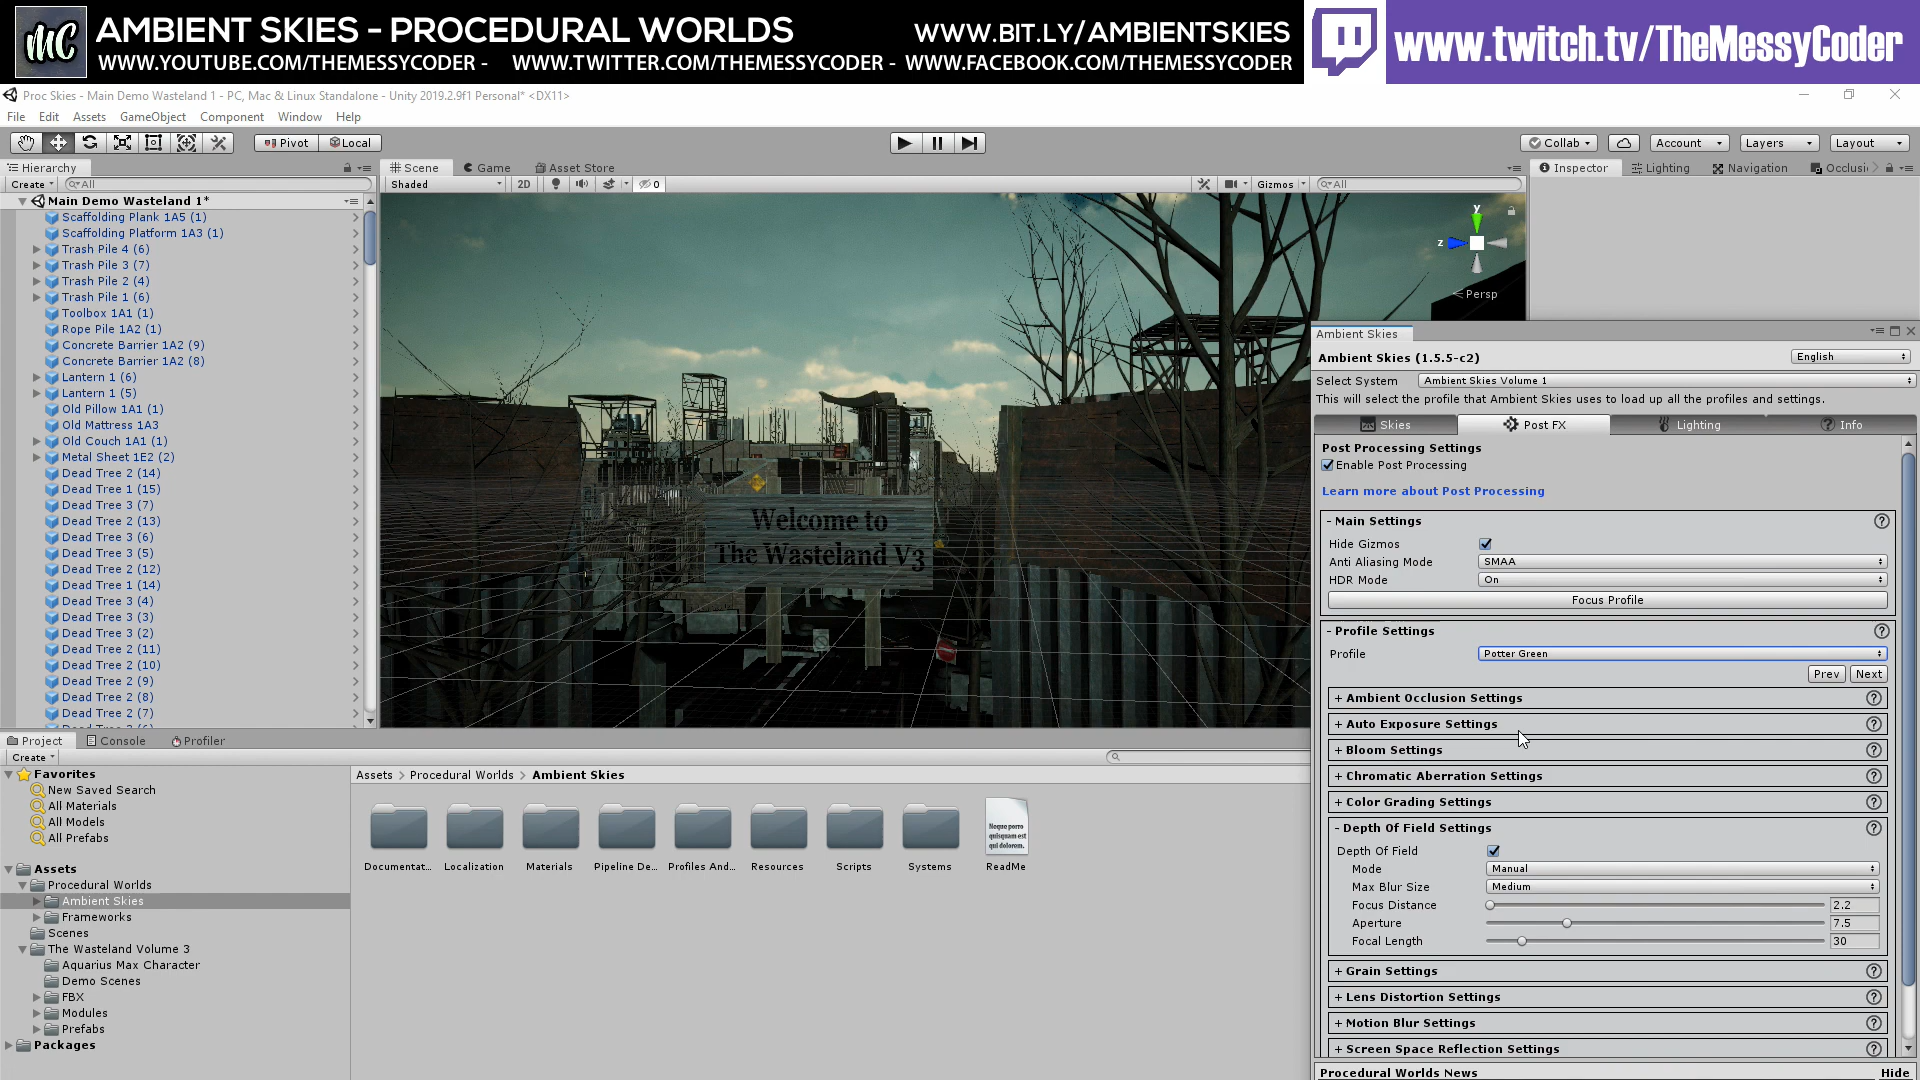 MC
AMBIENT SKIES - PROCEDURAL WORLDS
WWW.BIT.LY/AMBIENTSKIES
WWW.YOUTUBE.COM/THEMESSYCODER - WWW.TWITTER.COM/THEMESSYCODER - WWW.FACEBOOK.COM/THEMESSYCODER
www.twitch.tv/TheMessyCoder
Proc Skies - Main Demo Wasteland 1 - PC, Mac & Linux Standalone - Unity 2019.2.9f1 Personal* <DX11>
File Edit Assets GameObject Component Window Help
Pivot Local
Collab Account Layers Layout
Hierarchy
Create All
Main Demo Wasteland 1*
Scaffolding Plank 1A5 (1)
Scaffolding Platform 1A3 (1)
Trash Pile 4 (6)
Trash Pile 3 (7)
Trash Pile 2 (4)
Trash Pile 1 (6)
Toolbox 1A1 (1)
Rope Pile 1A2 (1)
Concrete Barrier 1A2 (9)
Concrete Barrier 1A2 (8)
Lantern 1 (6)
Lantern 1 (5)
Old Pillow 1A1 (1)
Old Mattress 1A3
Old Couch 1A1 (1)
Metal Sheet 1E2 (2)
Dead Tree 2 (14)
Dead Tree 1 (15)
Dead Tree 3 (7)
Dead Tree 2 (13)
Dead Tree 3 (6)
Dead Tree 3 (5)
Dead Tree 2 (12)
Dead Tree 1 (14)
Dead Tree 3 (4)
Dead Tree 3 (3)
Dead Tree 3 (2)
Dead Tree 2 (11)
Dead Tree 2 (10)
Dead Tree 2 (9)
Dead Tree 2 (8)
Dead Tree 2 (7)
Scene Game Asset Store
Shaded 2D 0 Gizmos All
y
z
Persp
Welcome to
The Wasteland V3
Inspector Lighting Navigation Occlusi
Ambient Skies
Ambient Skies (1.5.5-c2) English
Select System Ambient Skies Volume 1
This will select the profile that Ambient Skies uses to load up all the profiles and settings.
Skies Post FX Lighting Info
Post Processing Settings
Enable Post Processing
Learn more about Post Processing
- Main Settings
Hide Gizmos
Anti Aliasing Mode SMAA
HDR Mode On
Focus Profile
- Profile Settings
Profile Potter Green
Prev Next
+ Ambient Occlusion Settings
+ Auto Exposure Settings
+ Bloom Settings
+ Chromatic Aberration Settings
+ Color Grading Settings
- Depth Of Field Settings
Depth Of Field
Mode Manual
Max Blur Size Medium
Focus Distance 2.2
Aperture 7.5
Focal Length 30
+ Grain Settings
+ Lens Distortion Settings
+ Motion Blur Settings
+ Screen Space Reflection Settings
Procedural Worlds News Hide
Project Console Profiler
Create
Favorites
New Saved Search
All Materials
All Models
All Prefabs
Assets
Procedural Worlds
Ambient Skies
Frameworks
Scenes
The Wasteland Volume 3
Aquarius Max Character
Demo Scenes
FBX
Modules
Prefabs
Packages
Assets > Procedural Worlds > Ambient Skies
Neque porro
quisquam est
qui dolorem.
Documentat... Localization Materials Pipeline De... Profiles And... Resources Scripts Systems ReadMe